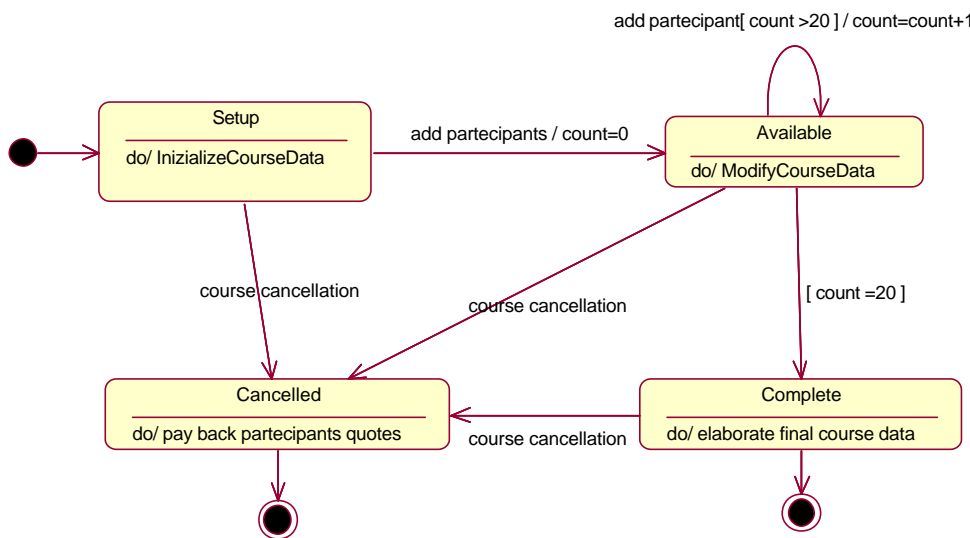 add partecipant[ count >20 ] / count=count+1
Setup
do/ InizializeCourseData
add partecipants / count=0
Available
do/ ModifyCourseData
course cancellation
course cancellation
[ count =20 ]
Cancelled
do/ pay back partecipants quotes
course cancellation
Complete
do/ elaborate final course data